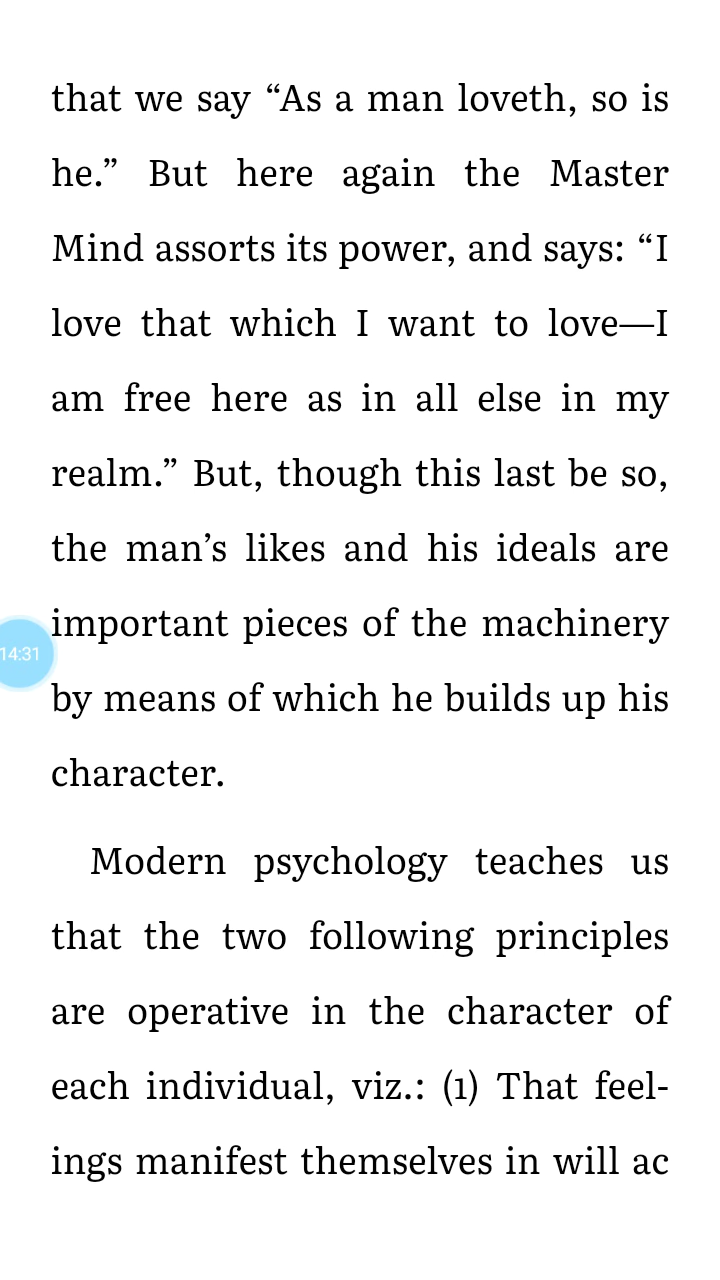 that we say “As a man loveth, so is
he.” But here again the Master
Mind assorts its power, and says: “I
love that which I want to love—I
am free here as in all else in my
realm.” But, though this last be so,
the man’s likes and his ideals are
important pieces of the machinery
14:31
by means of which he builds up his
character.
Modern psychology teaches us
that the two following principles
are operative in the character of
each individual, viz.: (1) That feel-
ings manifest themselves in will ac